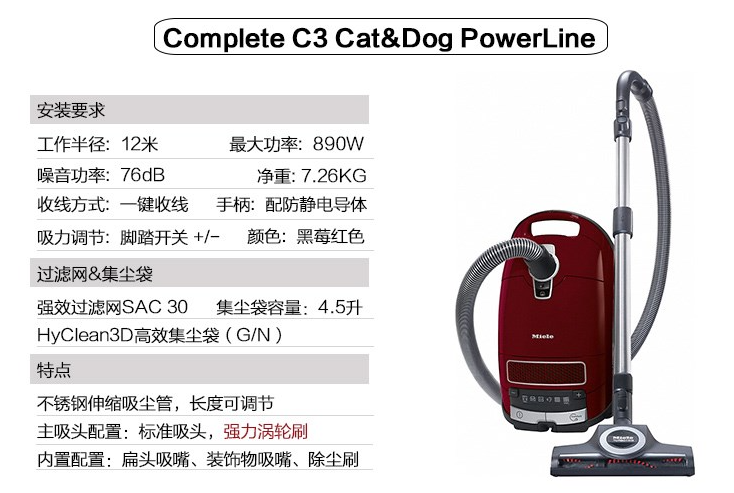 Complete C3 Cat&Dog PowerLine
安装要求
工作半径: 12米 最大功率: 890W
噪音功率: 76dB 净重: 7.26KG
收线方式: 一键收线 手柄: 配防静电导体
吸力调节: 脚踏开关 +/- 颜色: 黑莓红色
过滤网&集尘袋
强效过滤网SAC 30 集尘袋容量: 4.5升
HyClean3D高效集尘袋（G/N）
特点
不锈钢伸缩吸尘管，长度可调节
主吸头配置: 标准吸头，强力涡轮刷
内置配置: 扁头吸嘴、装饰物吸嘴、除尘刷
Miele
Miele